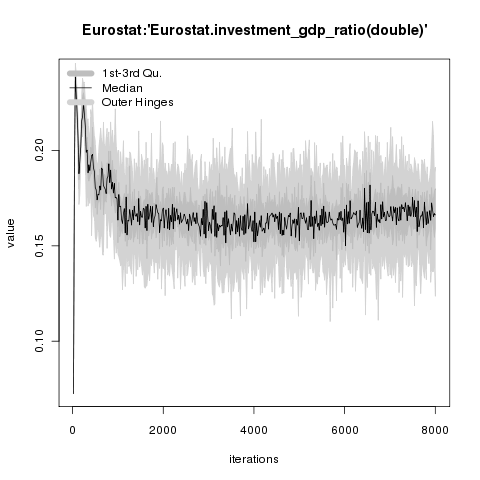 Eurostat:'Eurostat.investment_gdp_ratio(double)'
1st-3rd Qu.
Median
Outer Hinges
0.20
0.15
0.10
value
0 2000 4000 6000 8000
iterations